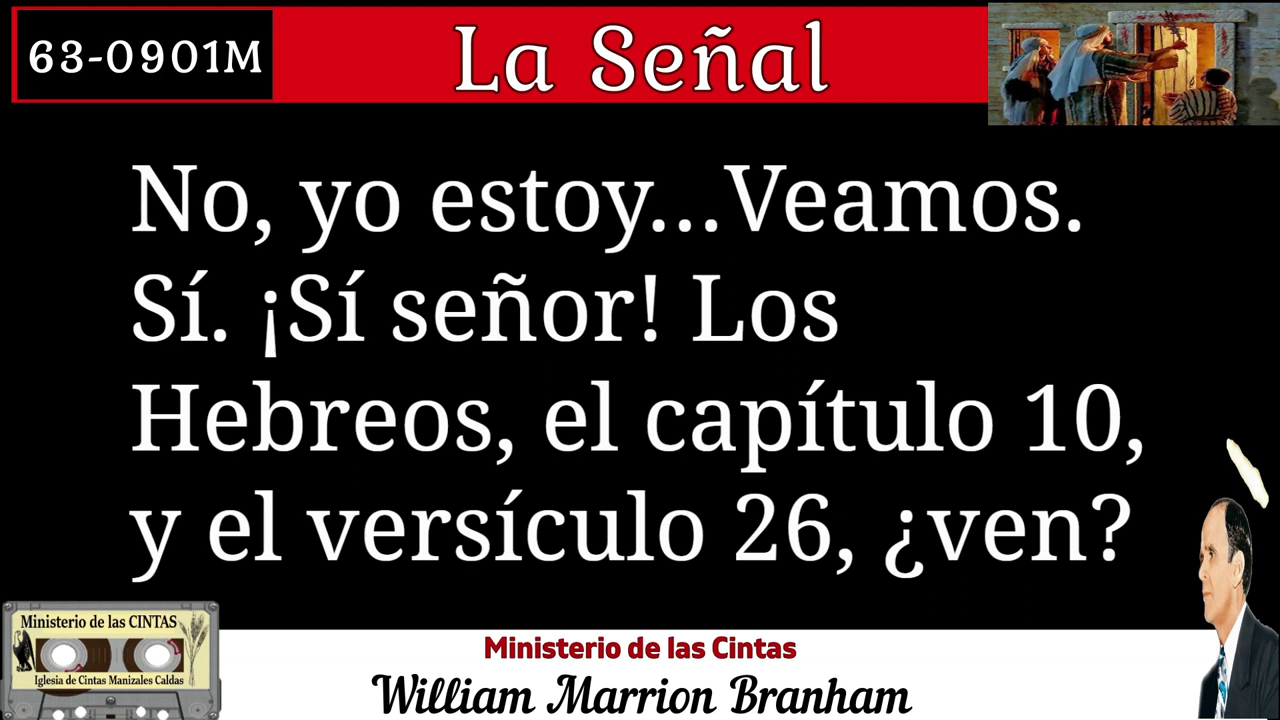 63-0901M
La Señal
No, yo estoy...Veamos.
Sí. ¡Sí señor! Los
Hebreos, el capítulo 10,
y el versículo 26, ¿ven?
Ministerio de las CINTAS
Iglesia de Cintas Manizales Caldas
Ministerio de las Cintas
William Marrion Branham